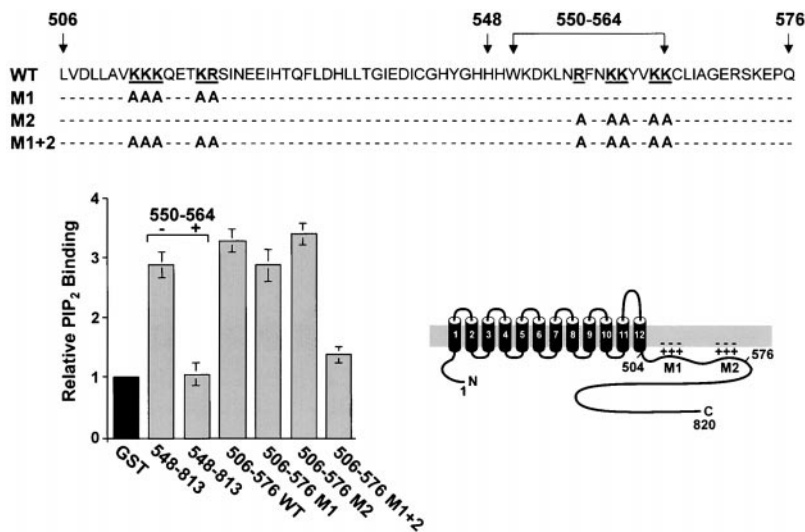 506 548 550-564 576
WT LVDLLAVKKKQETKRSINEEIHTQFLDHLLTGIEDICGHYGHHHWKDKLNRFNKKYVKKCLIAGERSKEPQ
M1 -------AAA---AA--------------------------------------------------------
M2 --------------------------------------------------A--AA--AA------------
M1+2 -------AAA---AA-----------------------------------A--AA--AA------------
Relative PIP2 Binding
4
3
2
1
0
550-564
- +
GST
548-813
548-813
506-576 WT
506-576 M1
506-576 M2
506-576 M1+2
1 2 3 4 5 6 7 8 9 10 11 12
--- ---
+++ +++
504 M1 M2 576
N
1
C
820